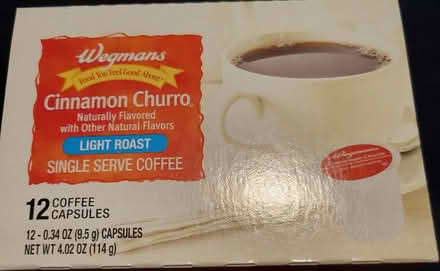 Wegmans
Food You Feel Good About
Cinnamon Churro
Naturally Flavored
with Other Natural Flavors
LIGHT ROAST
SINGLE SERVE COFFEE
12 COFFEE
CAPSULES
12 - 0.34 OZ (9.5 g) CAPSULES
NET WT 4.02 OZ (114 g)
Wegmans